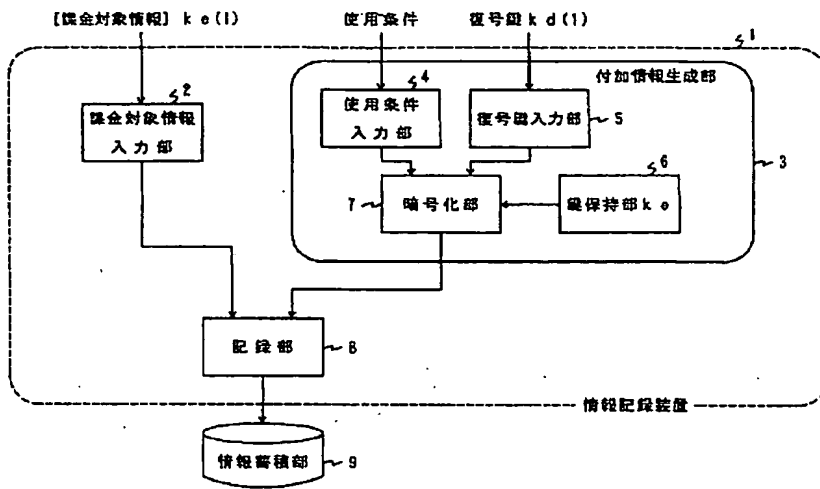 [課金対象情報] ke(1)
使用条件
復号鍵kd(1)
1
付加情報生成部
2
課金対象情報
入力部
4
使用条件
入力部
復号鍵入力部
5
3
6
7
暗号化部
鍵保持部ke
記録部
8
情報記録装置
情報蓄積部
9